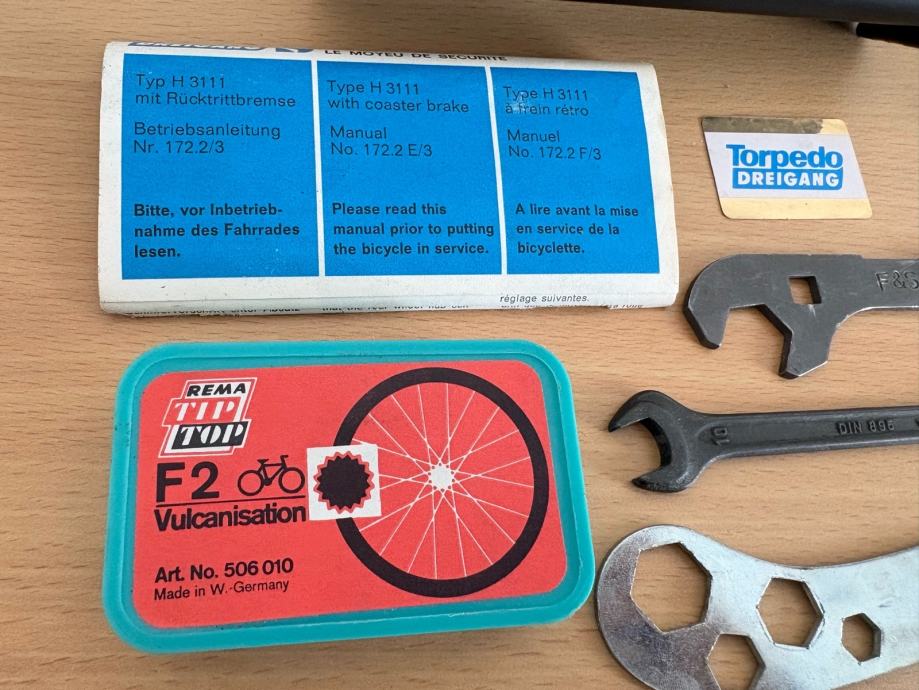 DREIGANG
LE MOYEU DE SÉCURITÉ
Typ H 3111
mit Rücktrittbremse
Betriebsanleitung
Nr. 172.2/3
Bitte, vor Inbetrieb-
nahme des Fahrrades
lesen.
Type H 3111
with coaster brake
Manual
No. 172.2 E/3
Please read this
manual prior to putting
the bicycle in service.
Type H 3111
à frein rétro
Manuel
No. 172.2 F/3
A lire avant la mise
en service de la
bicyclette.
réglage suivantes.
Torpedo
DREIGANG
F&S
10
DIN 895
REMA
TIP
TOP
F2
Vulcanisation
Art. No. 506 010
Made in W.-Germany